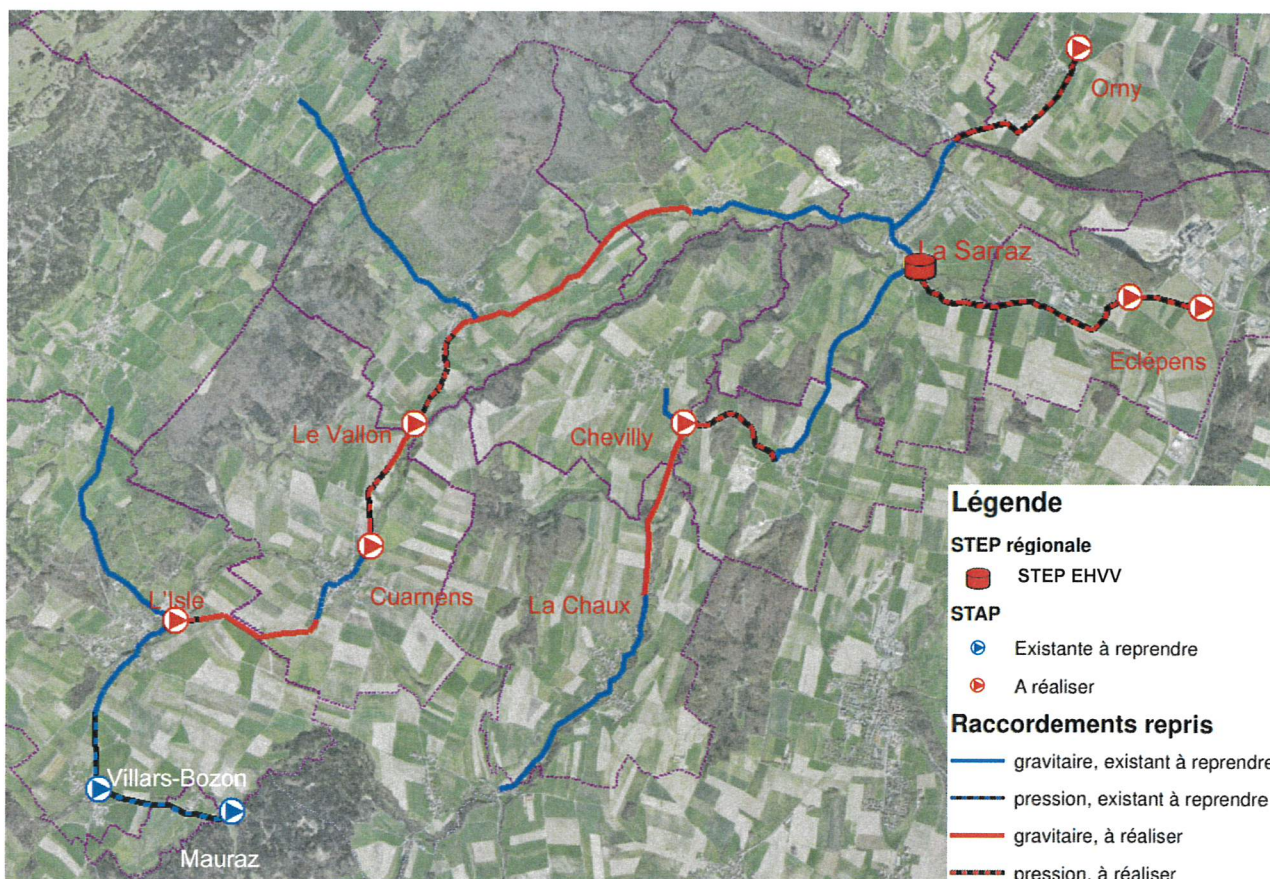 Orny
La Sarraz
Eclépens
Le Vallon
Chevilly
L'Isle
Cuarnens
La Chaux
Villars-Bozon
Mauraz
Légende
STEP régionale
STEP EHVV
STAP
Existante à reprendre
A réaliser
Raccordements repris
gravitaire, existant à reprendre
pression, existant à reprendre
gravitaire, à réaliser
pression, à réaliser